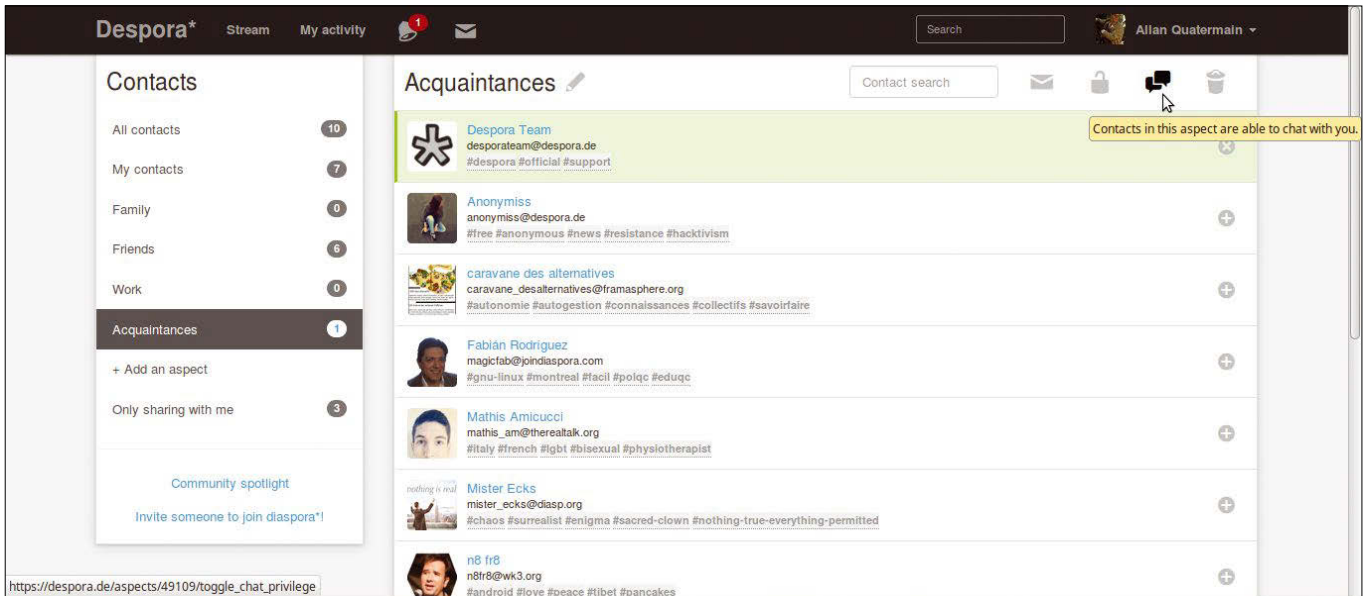 Despora* Stream My activity 1 Search Allan Quatermain
Contacts
All contacts 10
My contacts 7
Family 0
Friends 6
Work 0
Acquaintances 1
+ Add an aspect
Only sharing with me 3
Community spotlight
Invite someone to join diaspora*!
Acquaintances Contact search
Contacts in this aspect are able to chat with you.
Despora Team
desporateam@despora.de
#despora #official #support
Anonymiss
anonymiss@despora.de
#free #anonymous #news #resistance #hacktivism
caravane des alternatives
caravane_desalternatives@framasphere.org
#autonomie #autogestion #connaissances #collectifs #savoirfaire
Fabián Rodríguez
magicfab@joindiaspora.com
#gnu-linux #montreal #facil #polqc #eduqc
Mathis Amicucci
mathis_am@therealtalk.org
#italy #french #lgbt #bisexual #physiotherapist
nothing is real
Mister Ecks
mister_ecks@diasp.org
#chaos #surrealist #enigma #sacred-clown #nothing-true-everything-permitted
n8 fr8
n8fr8@wk3.org
#android #love #peace #tibet #pancakes
https://despora.de/aspects/49109/toggle_chat_privilege